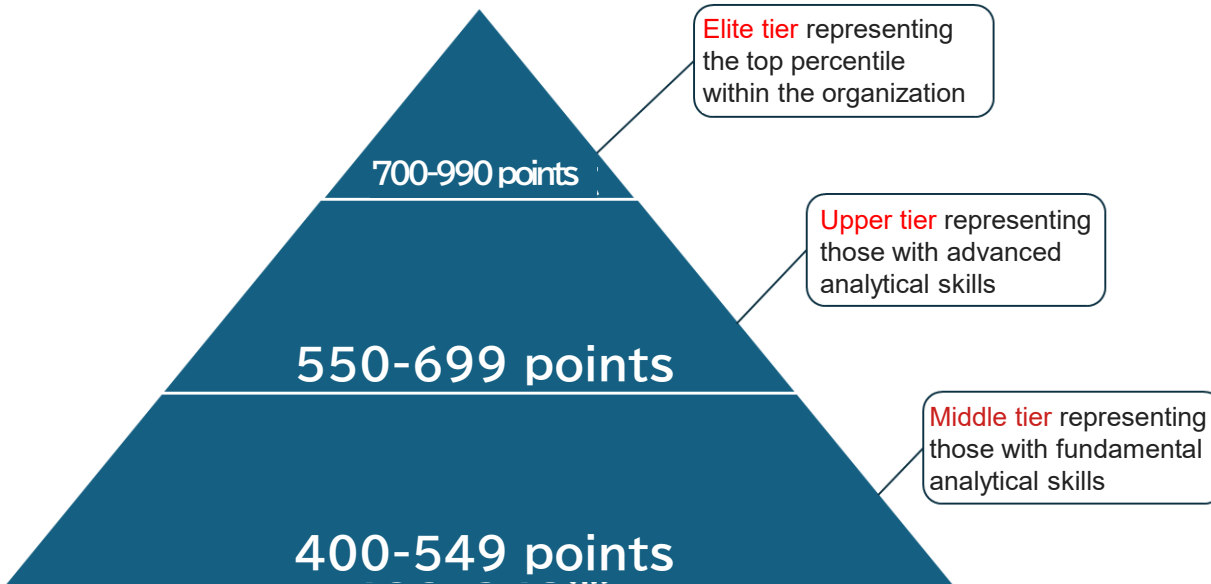 Elite tier representing
the top percentile
within the organization
700-990 points
Upper tier representing
those with advanced
analytical skills
550-699 points
Middle tier representing
those with fundamental
analytical skills
400-549 points